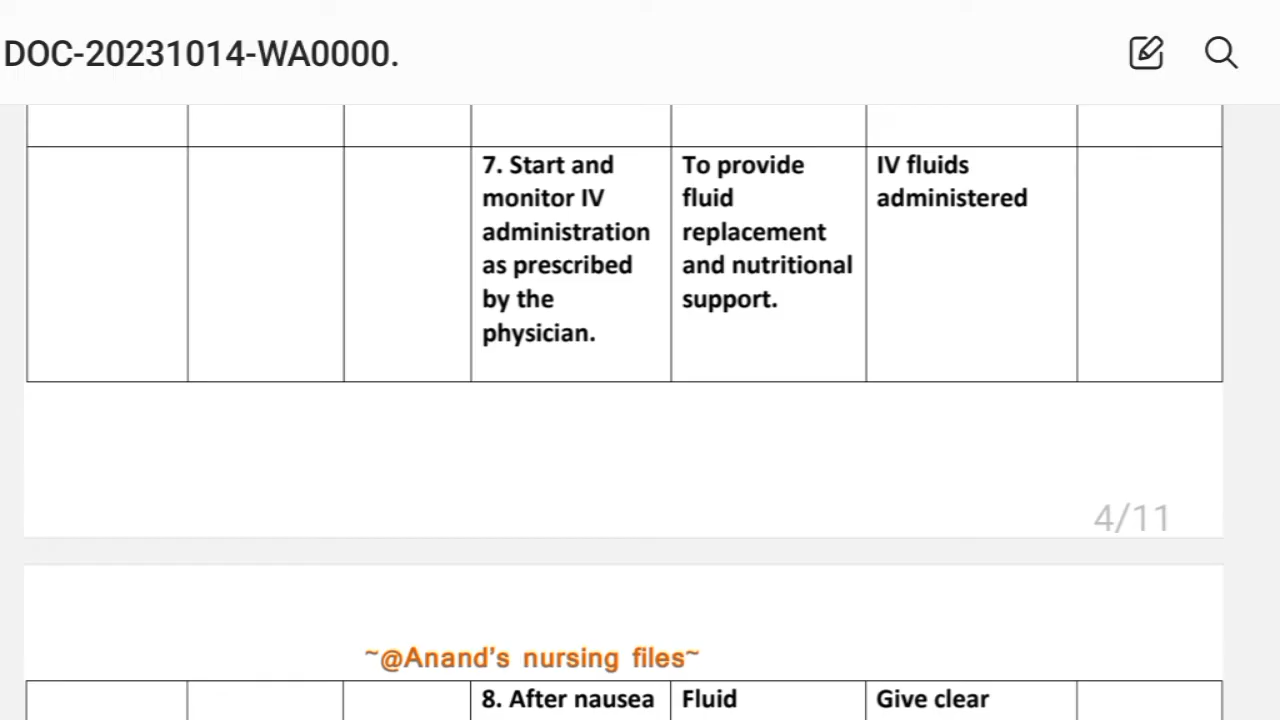 DOC-20231014-WA0000.
7. Start and
monitor IV
administration
as prescribed
by the
physician.
To provide
fluid
replacement
and nutritional
support.
IV fluids
administered
4/11
~@Anand's nursing files~
8. After nausea
Fluid
Give clear